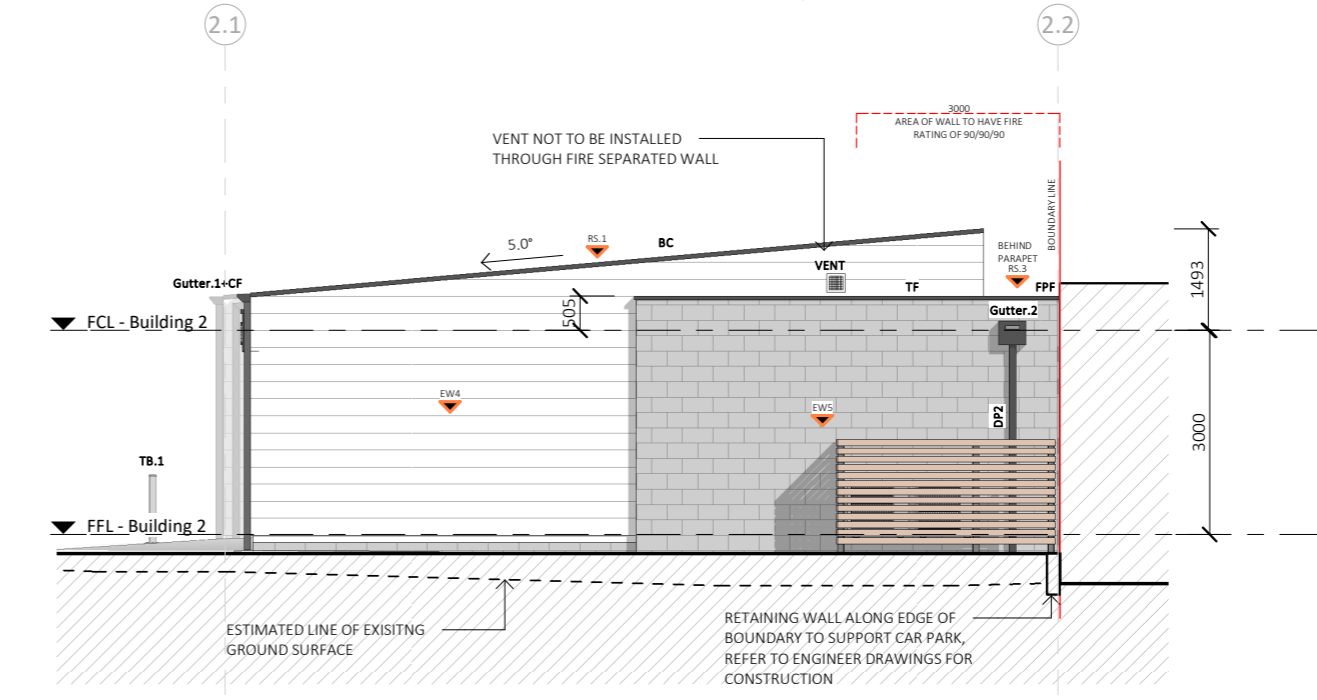 2.1
2.2
3000
AREA OF WALL TO HAVE FIRE
RATING OF 90/90/90
VENT NOT TO BE INSTALLED
THROUGH FIRE SEPARATED WALL
BOUNDARY LINE
5.0°
RS.1
BC
BEHIND
PARAPET
RS.3
VENT
TF
FPF
Gutter.1+CF
1493
505
Gutter.2
FCL - Building 2
EW4
EW5
DP2
3000
TB.1
FFL - Building 2
ESTIMATED LINE OF EXISITNG
GROUND SURFACE
RETAINING WALL ALONG EDGE OF
BOUNDARY TO SUPPORT CAR PARK,
REFER TO ENGINEER DRAWINGS FOR
CONSTRUCTION